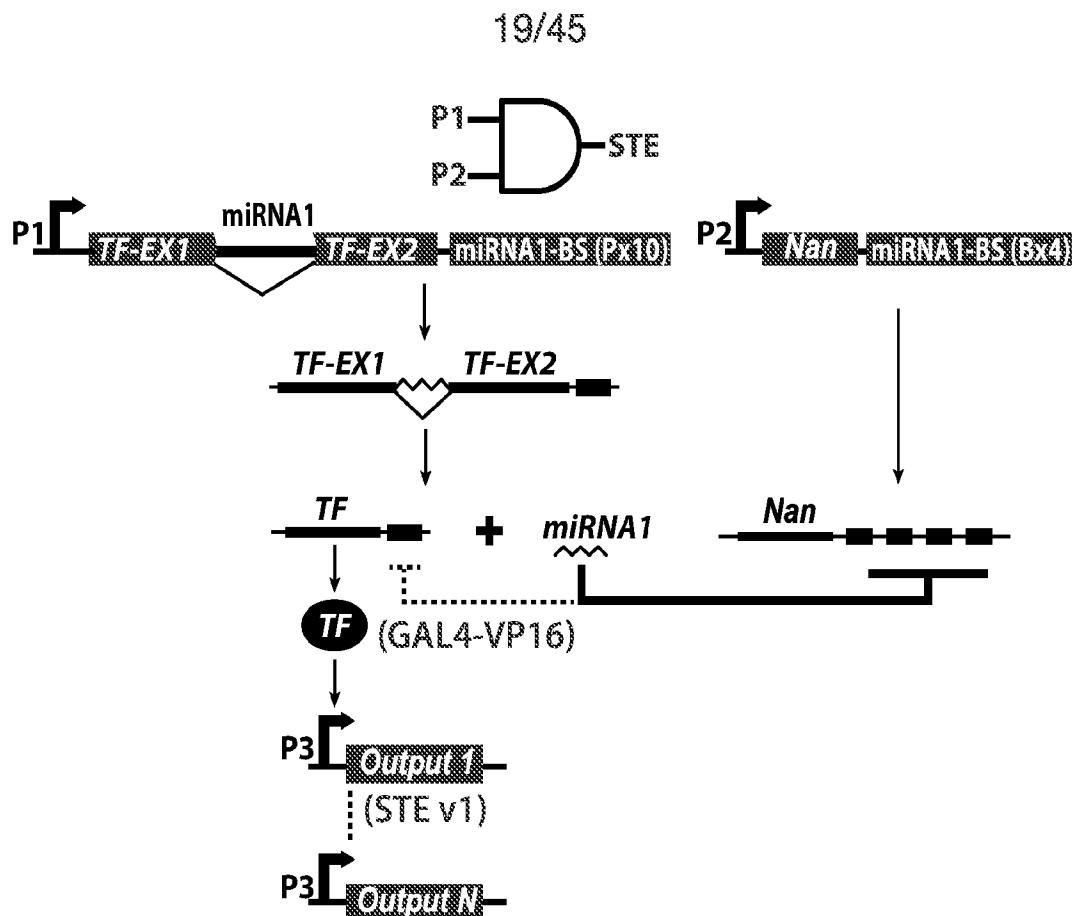 19/45
P1
P2
STE
P1
miRNA1
TF-EX1
TF-EX2
miRNA1-BS (Px10)
P2
Nan
miRNA1-BS (Bx4)
TF-EX1
TF-EX2
TF
+
miRNA1
Nan
TF
(GAL4-VP16)
P3
Output 1
(STE v1)
P3
Output N